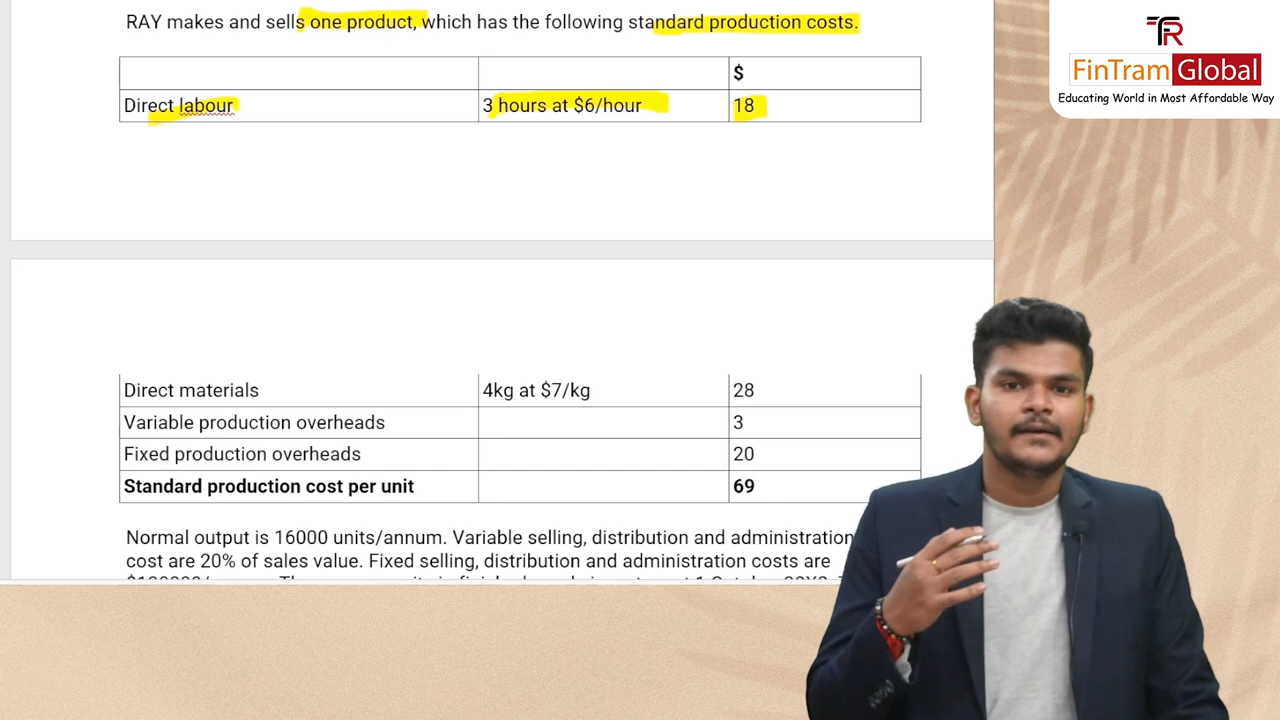 RAY makes and sells one product, which has the following standard production costs.
$
Direct labour 3 hours at $6/hour 18
Direct materials 4kg at $7/kg 28
Variable production overheads 3
Fixed production overheads 20
Standard production cost per unit 69
Normal output is 16000 units/annum. Variable selling, distribution and administration
cost are 20% of sales value. Fixed selling, distribution and administration costs are
FinTram Global
Educating World in Most Affordable Way